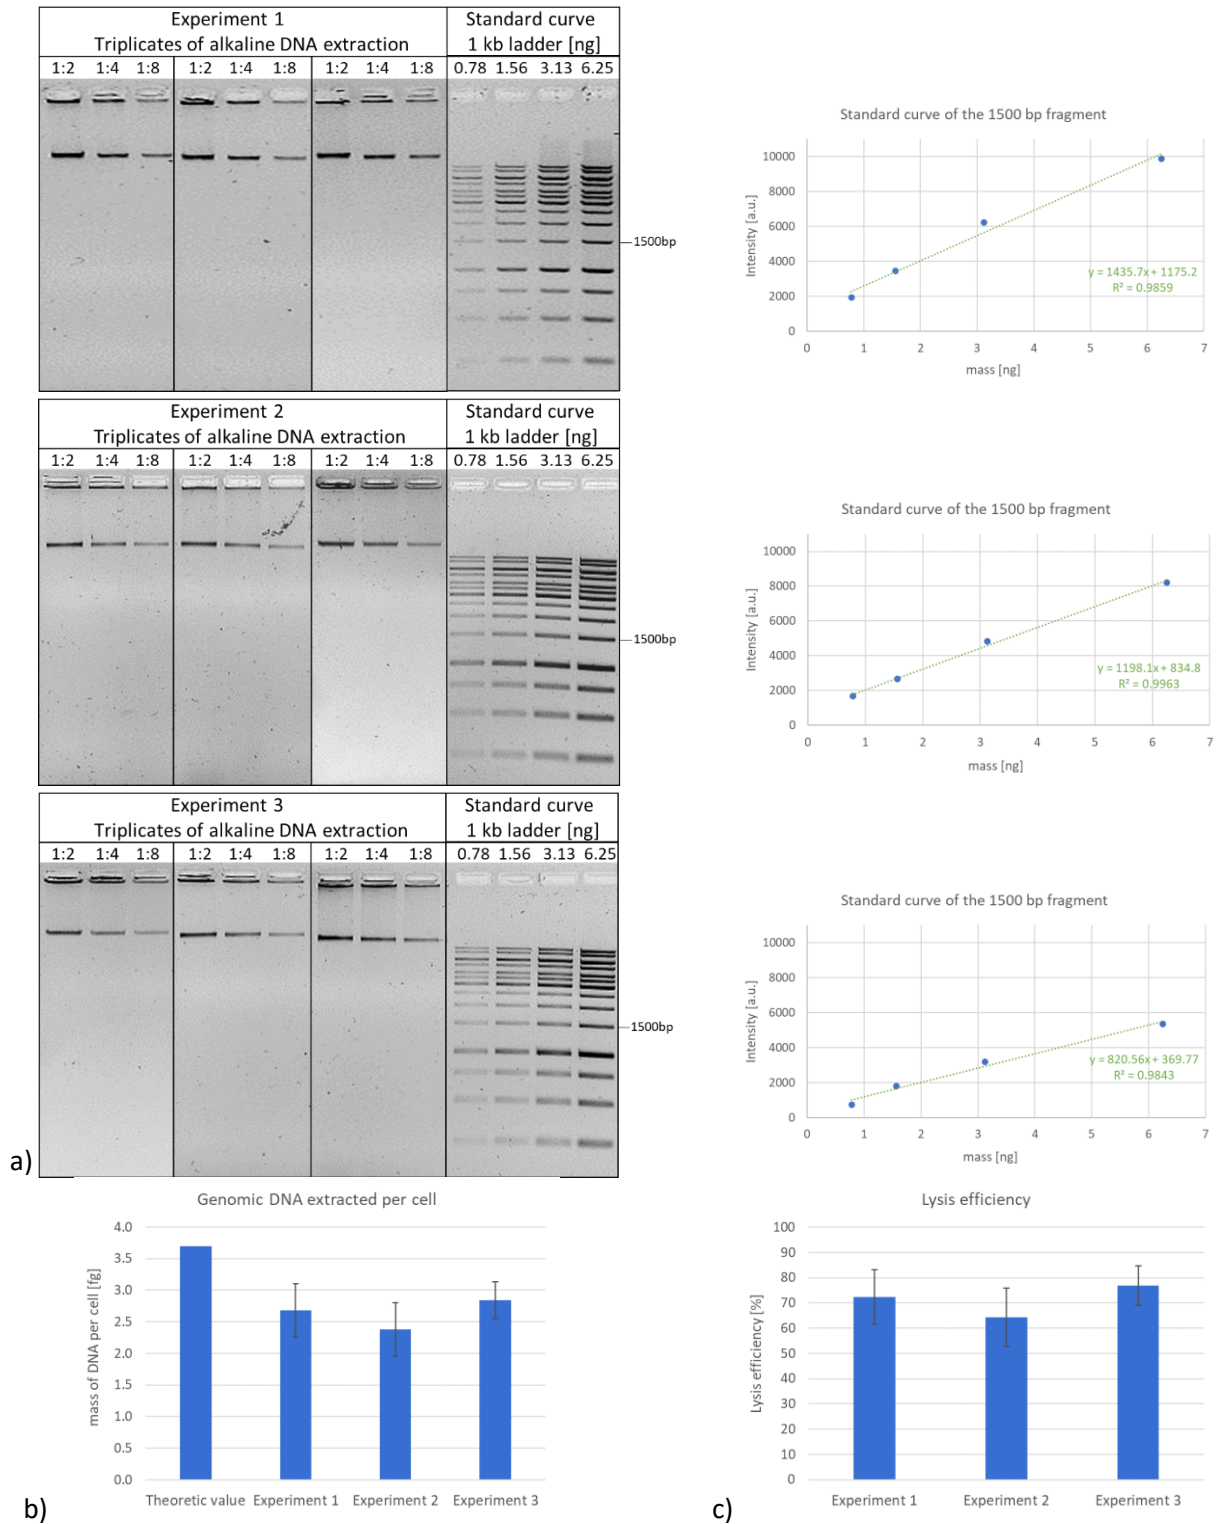 Experiment 1
Triplicates of alkaline DNA extraction
Standard curve
1 kb ladder [ng]
1:2 1:4 1:8 1:2 1:4 1:8 1:2 1:4 1:8 0.78 1.56 3.13 6.25
1500bp
Standard curve of the 1500 bp fragment
Intensity [a.u.]
10000
8000
6000
4000
2000
0
y = 1435.7x + 1175.2
R² = 0.9859
0 1 2 3 4 5 6 7
mass [ng]
Experiment 2
Triplicates of alkaline DNA extraction
Standard curve
1 kb ladder [ng]
1:2 1:4 1:8 1:2 1:4 1:8 1:2 1:4 1:8 0.78 1.56 3.13 6.25
1500bp
Standard curve of the 1500 bp fragment
Intensity [a.u.]
10000
8000
6000
4000
2000
0
y = 1198.1x + 834.8
R² = 0.9963
0 1 2 3 4 5 6 7
mass [ng]
Experiment 3
Triplicates of alkaline DNA extraction
Standard curve
1 kb ladder [ng]
1:2 1:4 1:8 1:2 1:4 1:8 1:2 1:4 1:8 0.78 1.56 3.13 6.25
1500bp
a)
Standard curve of the 1500 bp fragment
Intensity [a.u.]
10000
8000
6000
4000
2000
0
y = 820.56x + 369.77
R² = 0.9843
0 1 2 3 4 5 6 7
mass [ng]
Genomic DNA extracted per cell
mass of DNA per cell [fg]
4.0
3.5
3.0
2.5
2.0
1.5
1.0
0.5
0.0
Theoretic value Experiment 1 Experiment 2 Experiment 3
b)
Lysis efficiency
Lysis efficiency [%]
100
90
80
70
60
50
40
30
20
10
0
Experiment 1 Experiment 2 Experiment 3
c)